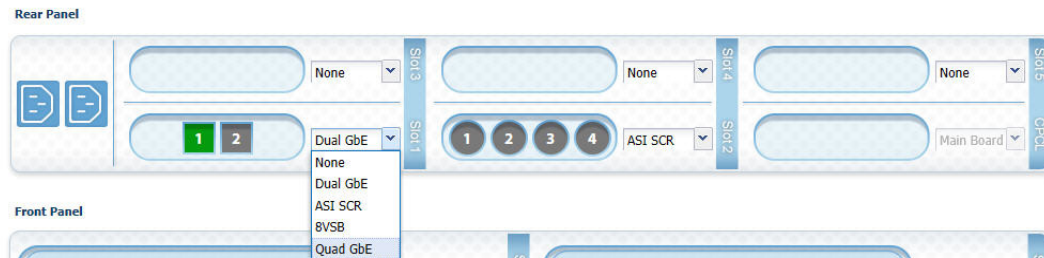 Rear Panel
None
Slot 3
None
Slot 4
None
Slot 5
1 2
Dual GbE
Slot 1
1 2 3 4
ASI SCR
Slot 2
Main Board
CPCL
None
Dual GbE
ASI SCR
8VSB
Quad GbE
Front Panel